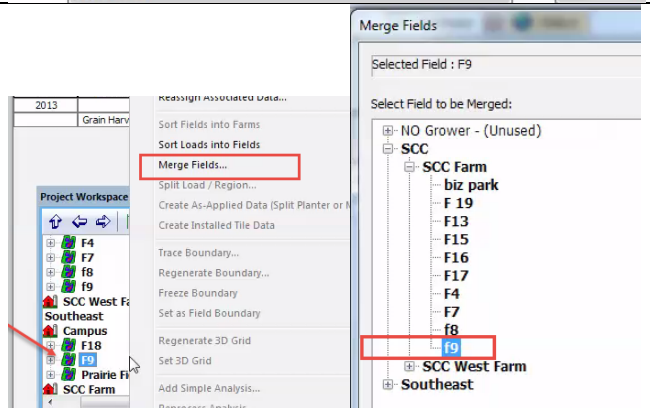 Merge Fields
Selected Field : F9
Select Field to be Merged:
NO Grower - (Unused)
SCC
SCC Farm
biz park
F 19
F13
F15
F16
F17
F4
F7
f8
f9
SCC West Farm
Southeast
2013
Grain Harv
Reassign Associated Data...
Sort Fields into Farms
Sort Loads into Fields
Merge Fields...
Split Load / Region...
Create As-Applied Data (Split Planter or M
Create Installed Tile Data
Trace Boundary...
Regenerate Boundary...
Freeze Boundary
Set as Field Boundary
Regenerate 3D Grid
Set 3D Grid
Add Simple Analysis...
Reprocess Analysis
Project Workspace
F4
F7
f8
f9
SCC West Fa
Southeast
Campus
F18
F9
Prairie Fi
SCC Farm